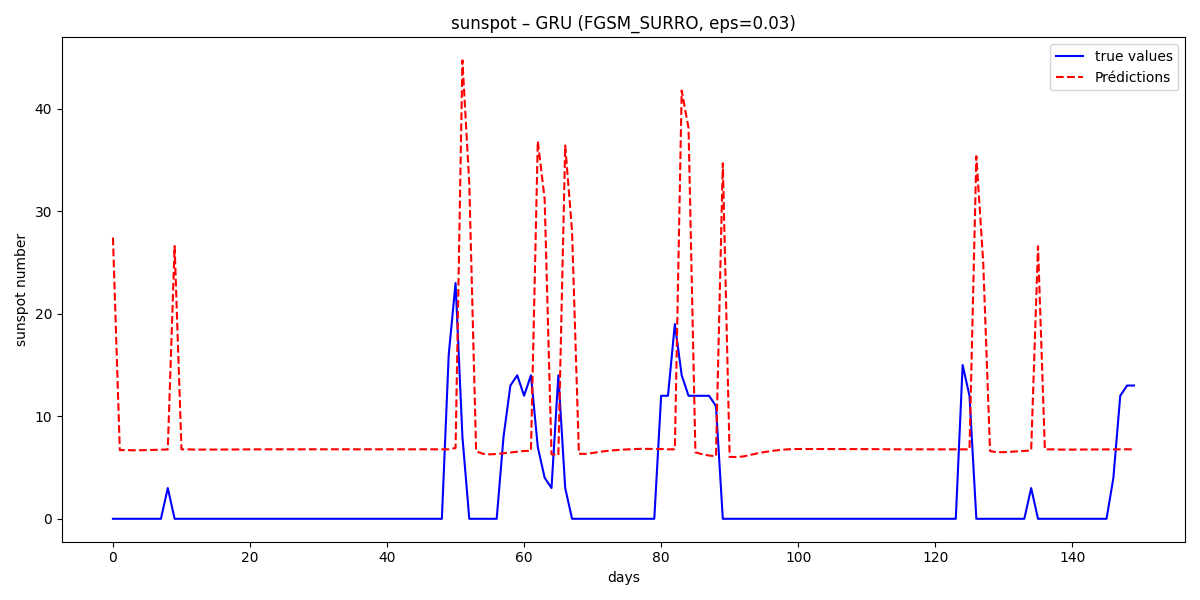 sunspot – GRU (FGSM_SURRO, eps=0.03)
true values
Prédictions
sunspot number
40
30
20
10
0
0 20 40 60 80 100 120 140
days